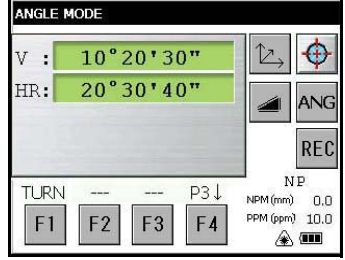 ANGLE MODE
V : 10°20'30"
HR: 20°30'40"
ANG
REC
NP
TURN --- --- P3↓
NPM (mm) 0.0
F1 F2 F3 F4
PPM (ppm) 10.0